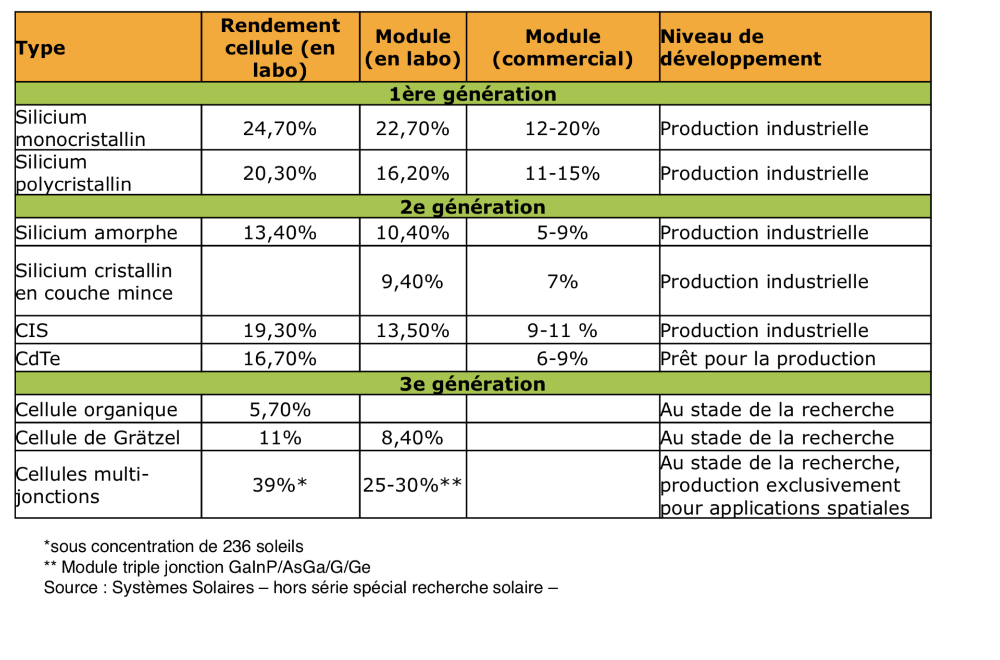 Type
Rendement
cellule (en
labo)
Module
(en labo)
Module
(commercial)
Niveau de
développement
1ère génération
Silicium
monocristallin
24,70%
22,70%
12-20%
Production industrielle
Silicium
polycristallin
20,30%
16,20%
11-15%
Production industrielle
2e génération
Silicium amorphe
13,40%
10,40%
5-9%
Production industrielle
Silicium cristallin
en couche mince
9,40%
7%
Production industrielle
CIS
19,30%
13,50%
9-11 %
Production industrielle
CdTe
16,70%
6-9%
Prêt pour la production
3e génération
Cellule organique
5,70%
Au stade de la recherche
Cellule de Grätzel
11%
8,40%
Au stade de la recherche
Cellules multi-
jonctions
39%*
25-30%**
Au stade de la recherche,
production exclusivement
pour applications spatiales
*sous concentration de 236 soleils
** Module triple jonction GaInP/AsGa/G/Ge
Source : Systèmes Solaires – hors série spécial recherche solaire –